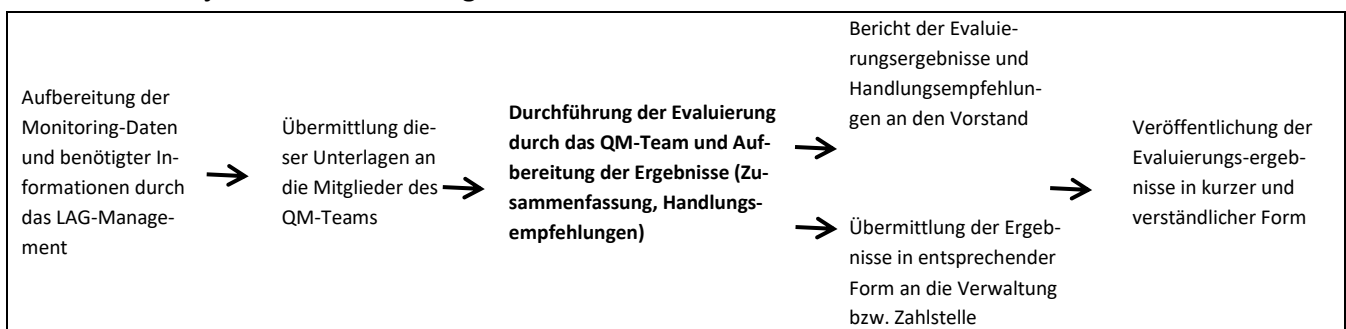 Aufbereitung der
Monitoring-Daten
und benötigter In-
formationen durch
das LAG-Manage-
ment
Übermittlung die-
ser Unterlagen an
die Mitglieder des
QM-Teams
Durchführung der Evaluierung
durch das QM-Team und Auf-
bereitung der Ergebnisse (Zu-
sammenfassung, Handlungs-
empfehlungen)
Bericht der Evaluie-
rungsergebnisse und
Handlungsempfehlun-
gen an den Vorstand
Übermittlung der Ergeb-
nisse in entsprechender
Form an die Verwaltung
bzw. Zahlstelle
Veröffentlichung der
Evaluierungs-ergeb-
nisse in kurzer und
verständlicher Form